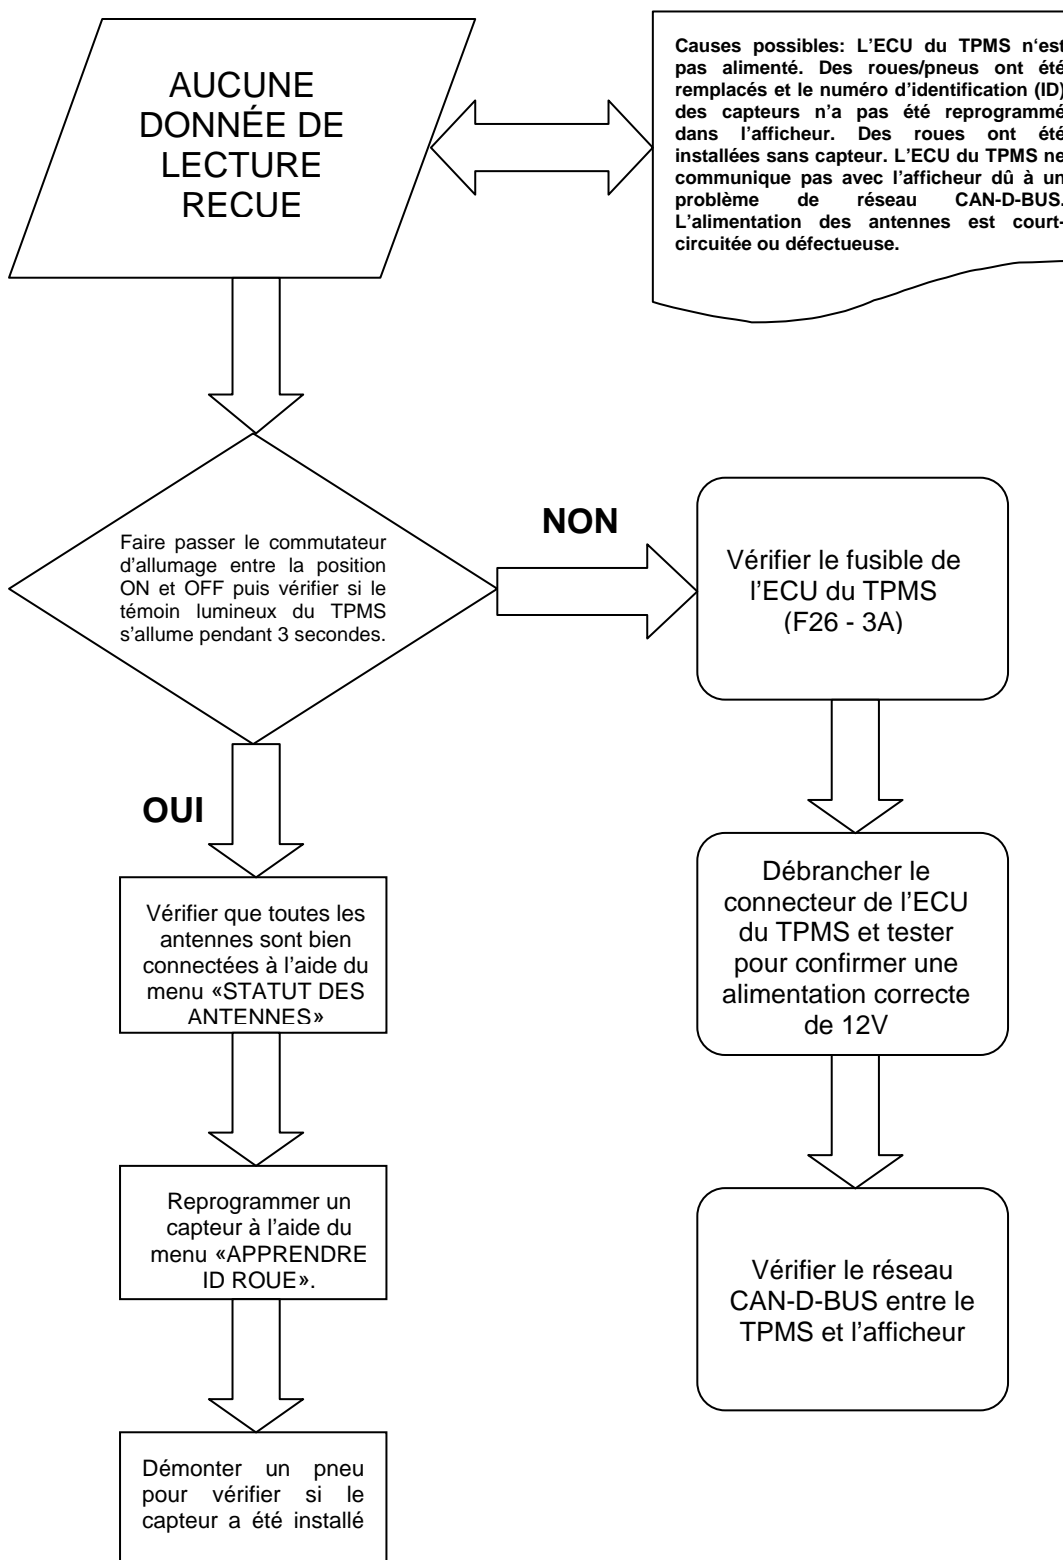 AUCUNE
DONNÉE DE
LECTURE
RECUE
Causes possibles: L’ECU du TPMS n‘est
pas alimenté. Des roues/pneus ont été
remplacés et le numéro d’identification (ID)
des capteurs n’a pas été reprogrammé
dans l’afficheur. Des roues ont été
installées sans capteur. L’ECU du TPMS ne
communique pas avec l’afficheur dû à un
problème de réseau CAN-D-BUS.
L’alimentation des antennes est court-
circuitée ou défectueuse.
Faire passer le commutateur
d’allumage entre la position
ON et OFF puis vérifier si le
témoin lumineux du TPMS
s’allume pendant 3 secondes.
NON
Vérifier le fusible de
l’ECU du TPMS
(F26 - 3A)
OUI
Vérifier que toutes les
antennes sont bien
connectées à l’aide du
menu «STATUT DES
ANTENNES»
Débrancher le
connecteur de l’ECU
du TPMS et tester
pour confirmer une
alimentation correcte
de 12V
Reprogrammer un
capteur à l’aide du
menu «APPRENDRE
ID ROUE».
Vérifier le réseau
CAN-D-BUS entre le
TPMS et l’afficheur
Démonter un pneu
pour vérifier si le
capteur a été installé